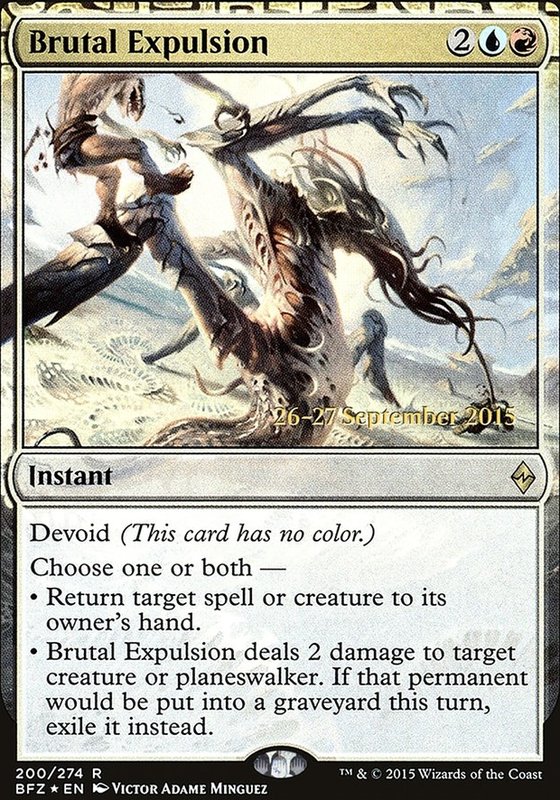 Brutal Expulsion 2
26-27 September 2015
Instant
Devoid (This card has no color.)
Choose one or both —
• Return target spell or creature to its
owner's hand.
• Brutal Expulsion deals 2 damage to target
creature or planeswalker. If that permanent
would be put into a graveyard this turn,
exile it instead.
200/274 R
BFZ ★ EN Victor Adame Minguez
™ & © 2015 Wizards of the Coast